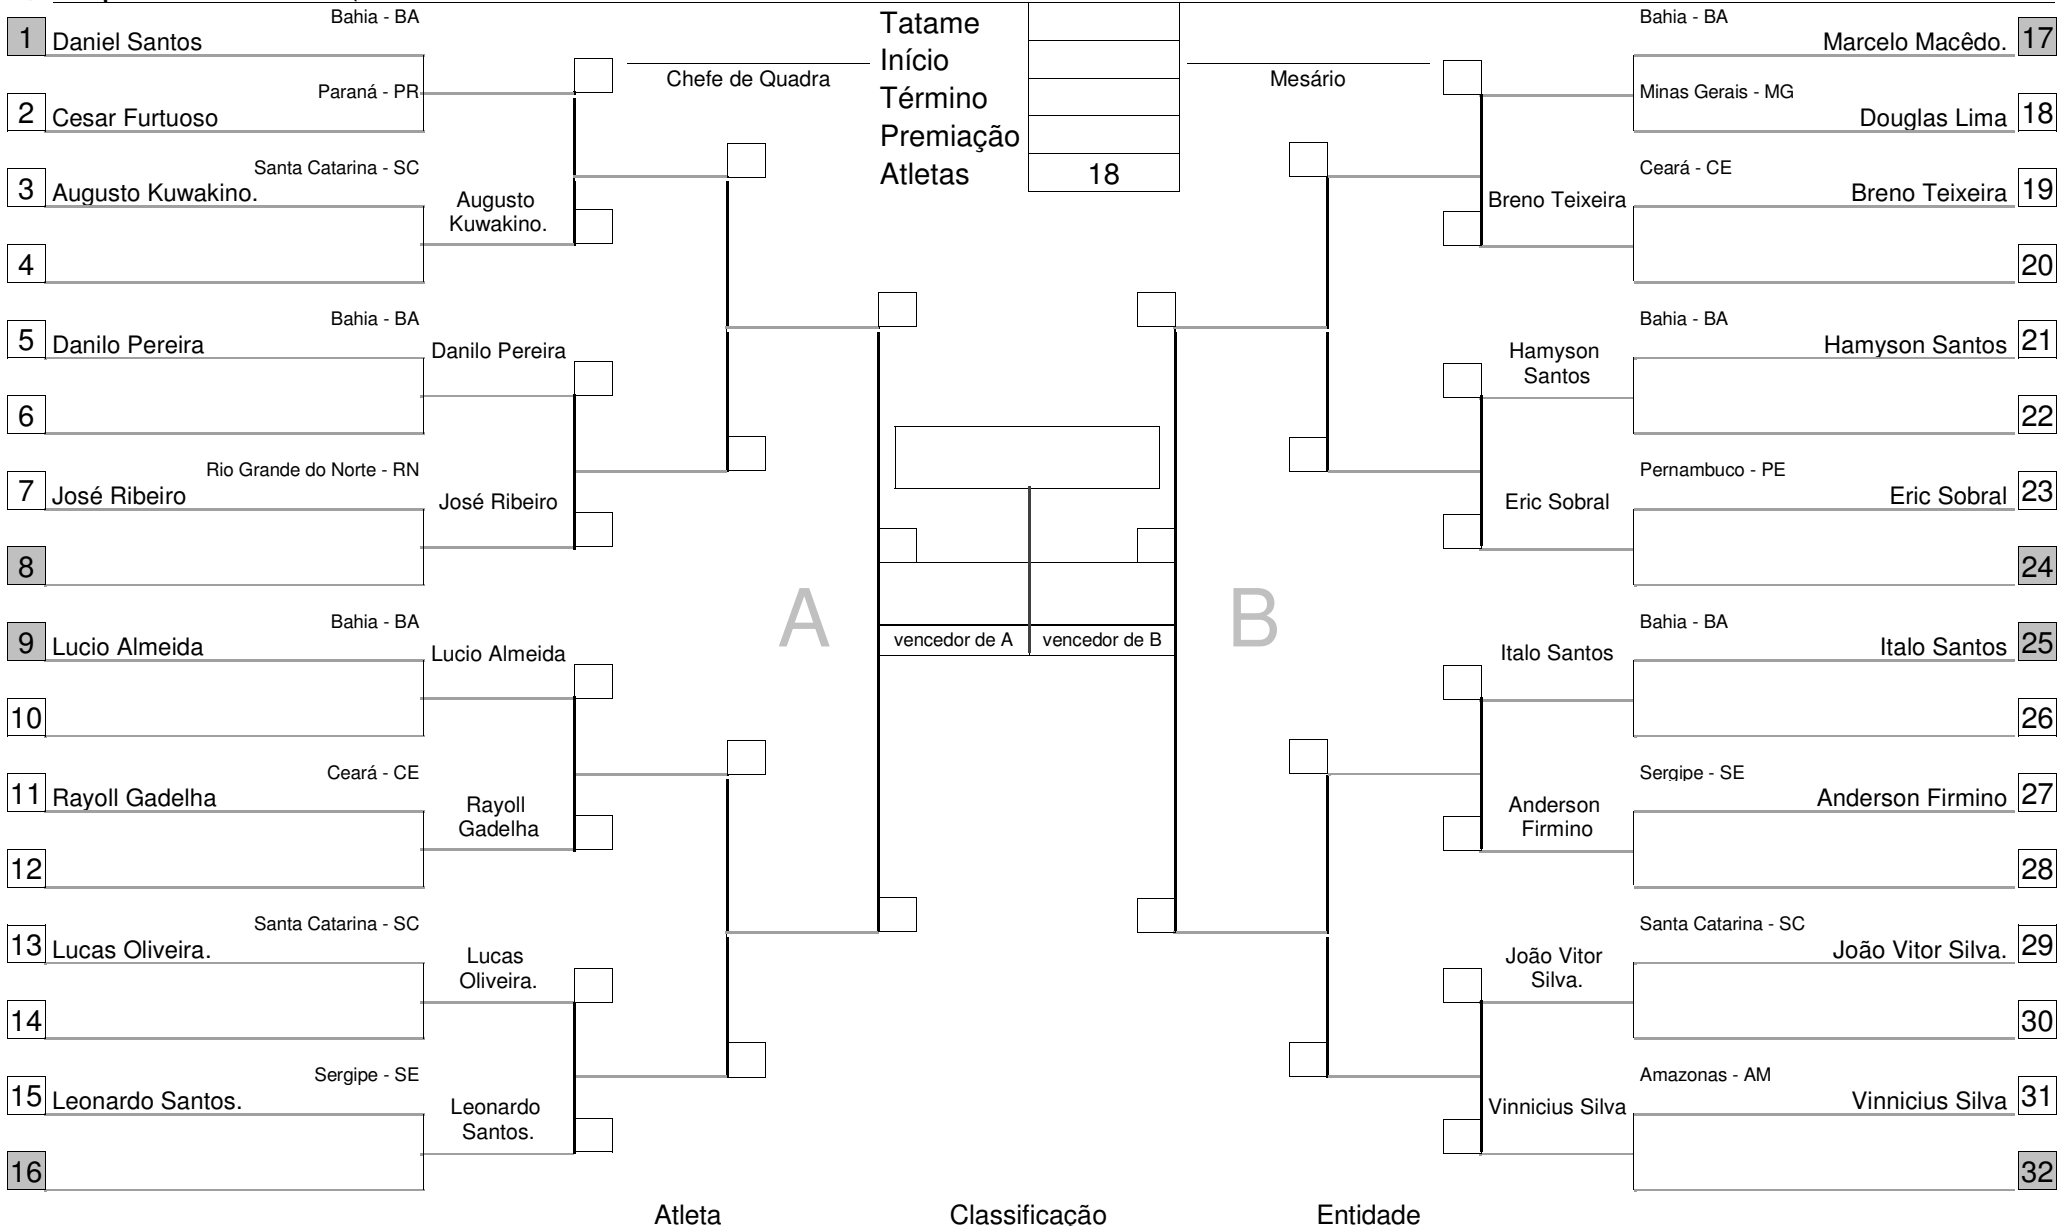 Tatame
Início
Término
Premiação
Atletas 18
Chefe de Quadra
Mesário
Bahia - BA
1 Daniel Santos
Paraná - PR
2 Cesar Furtuoso
Santa Catarina - SC
3 Augusto Kuwakino.
4
Augusto
Kuwakino.
Bahia - BA
5 Danilo Pereira
Danilo Pereira
6
Rio Grande do Norte - RN
7 José Ribeiro
José Ribeiro
8
Bahia - BA
9 Lucio Almeida
Lucio Almeida
10
Ceará - CE
11 Rayoll Gadelha
Rayoll
Gadelha
12
Santa Catarina - SC
13 Lucas Oliveira.
Lucas
Oliveira.
14
Sergipe - SE
15 Leonardo Santos.
Leonardo
Santos.
16
A
B
vencedor de A
vencedor de B
Bahia - BA
Marcelo Macêdo. 17
Minas Gerais - MG
Douglas Lima 18
Ceará - CE
Breno Teixeira 19
Breno Teixeira
20
Bahia - BA
Hamyson Santos 21
Hamyson
Santos
22
Pernambuco - PE
Eric Sobral 23
Eric Sobral
24
Bahia - BA
Italo Santos 25
Italo Santos
26
Sergipe - SE
Anderson Firmino 27
Anderson
Firmino
28
Santa Catarina - SC
João Vitor Silva. 29
João Vitor
Silva.
30
Amazonas - AM
Vinnicius Silva 31
Vinnicius Silva
32
Atleta
Classificação
Entidade